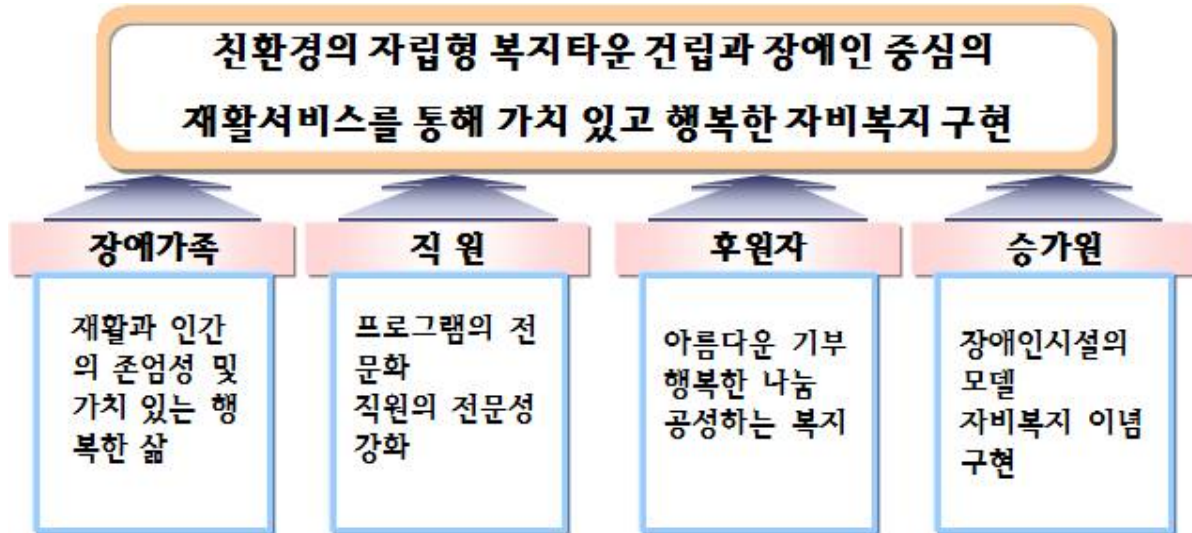 친환경의 자립형 복지타운 건립과 장애인 중심의
재활서비스를 통해 가치 있고 행복한 자비복지 구현
장애가족
재활과 인간
의 존엄성 및
가치 있는 행
복한 삶
직 원
프로그램의 전
문화
직원의 전문성
강화
후원자
아름다운 기부
행복한 나눔
공성하는 복지
승가원
장애인시설의
모델
자비복지 이념
구현